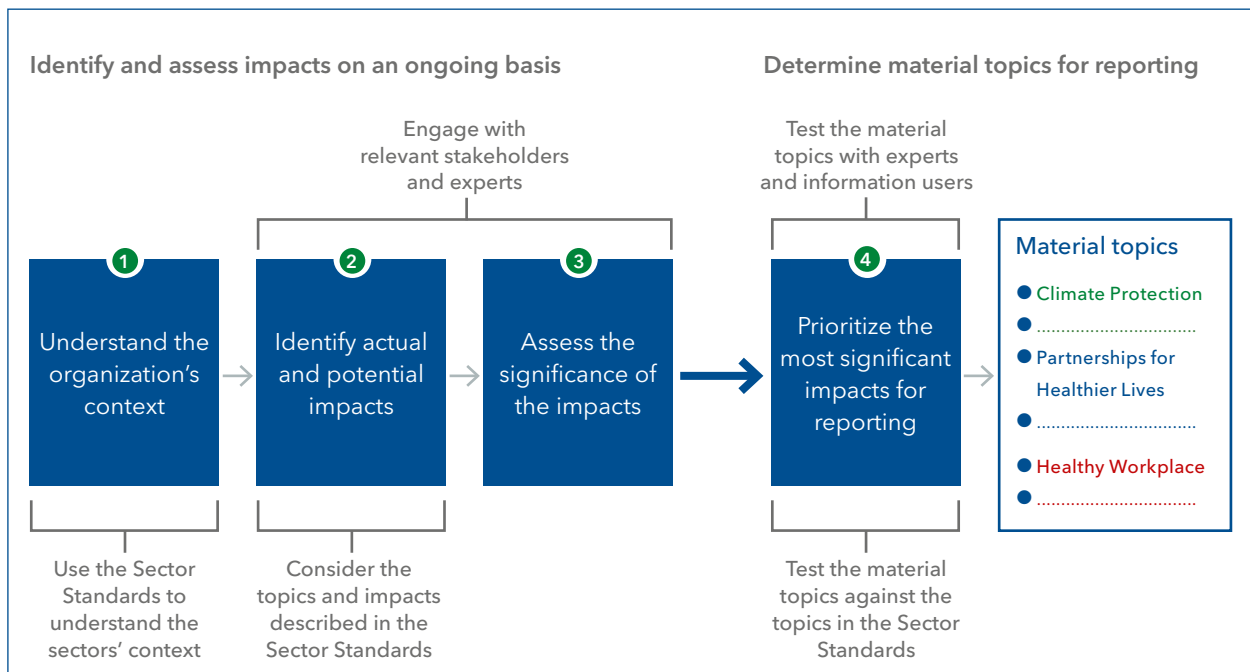 Identify and assess impacts on an ongoing basis
Determine material topics for reporting
Engage with
relevant stakeholders
and experts
Test the material
topics with experts
and information users
1
Understand the
organization’s
context
2
Identify actual
and potential
impacts
3
Assess the
significance of
the impacts
4
Prioritize the
most significant
impacts for
reporting
Material topics
Climate Protection
..................................
Partnerships for
Healthier Lives
..................................
Healthy Workplace
..................................
Use the Sector
Standards to
understand the
sectors’ context
Consider the
topics and impacts
described in the
Sector Standards
Test the material
topics against the
topics in the Sector
Standards